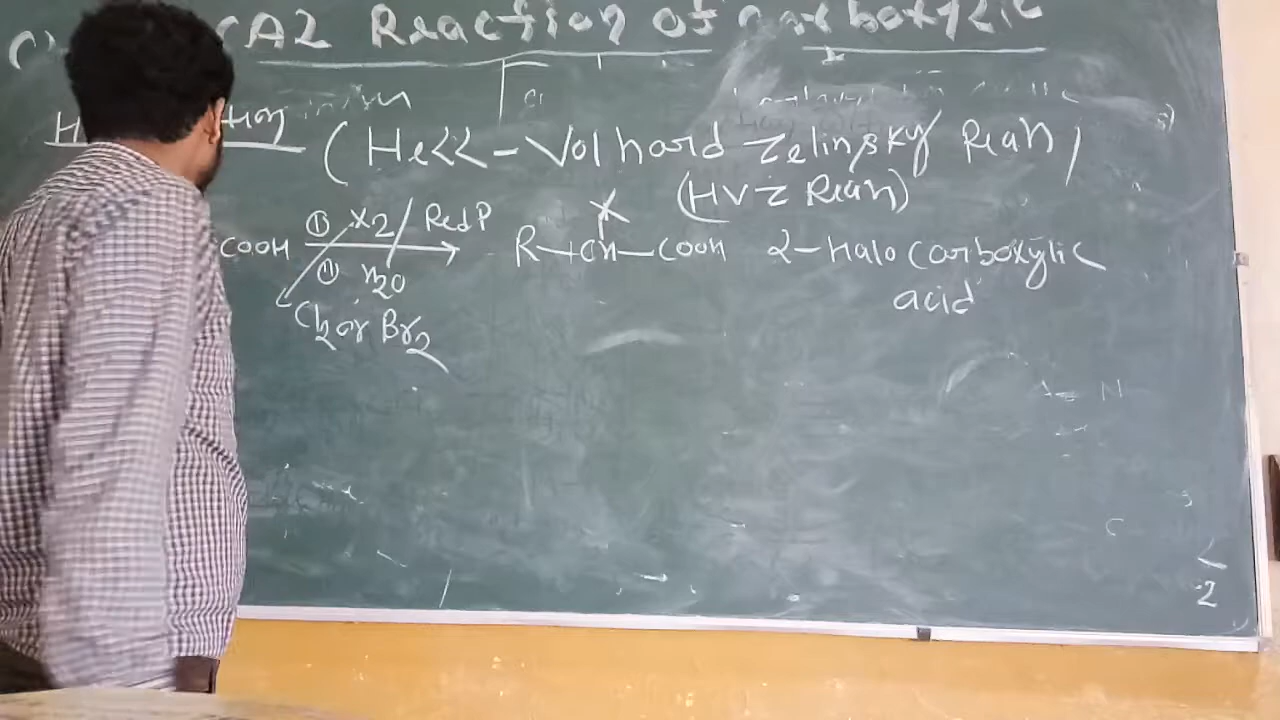 CA2 Reaction of carboxylic
(Hell-Volhard Zelinsky Rean)
(HVZ Rean)
X
COOH ① X2/Red P R-CH-COOH 2-Halo carboxylic
② H2O acid
Cl2 or Br2
2